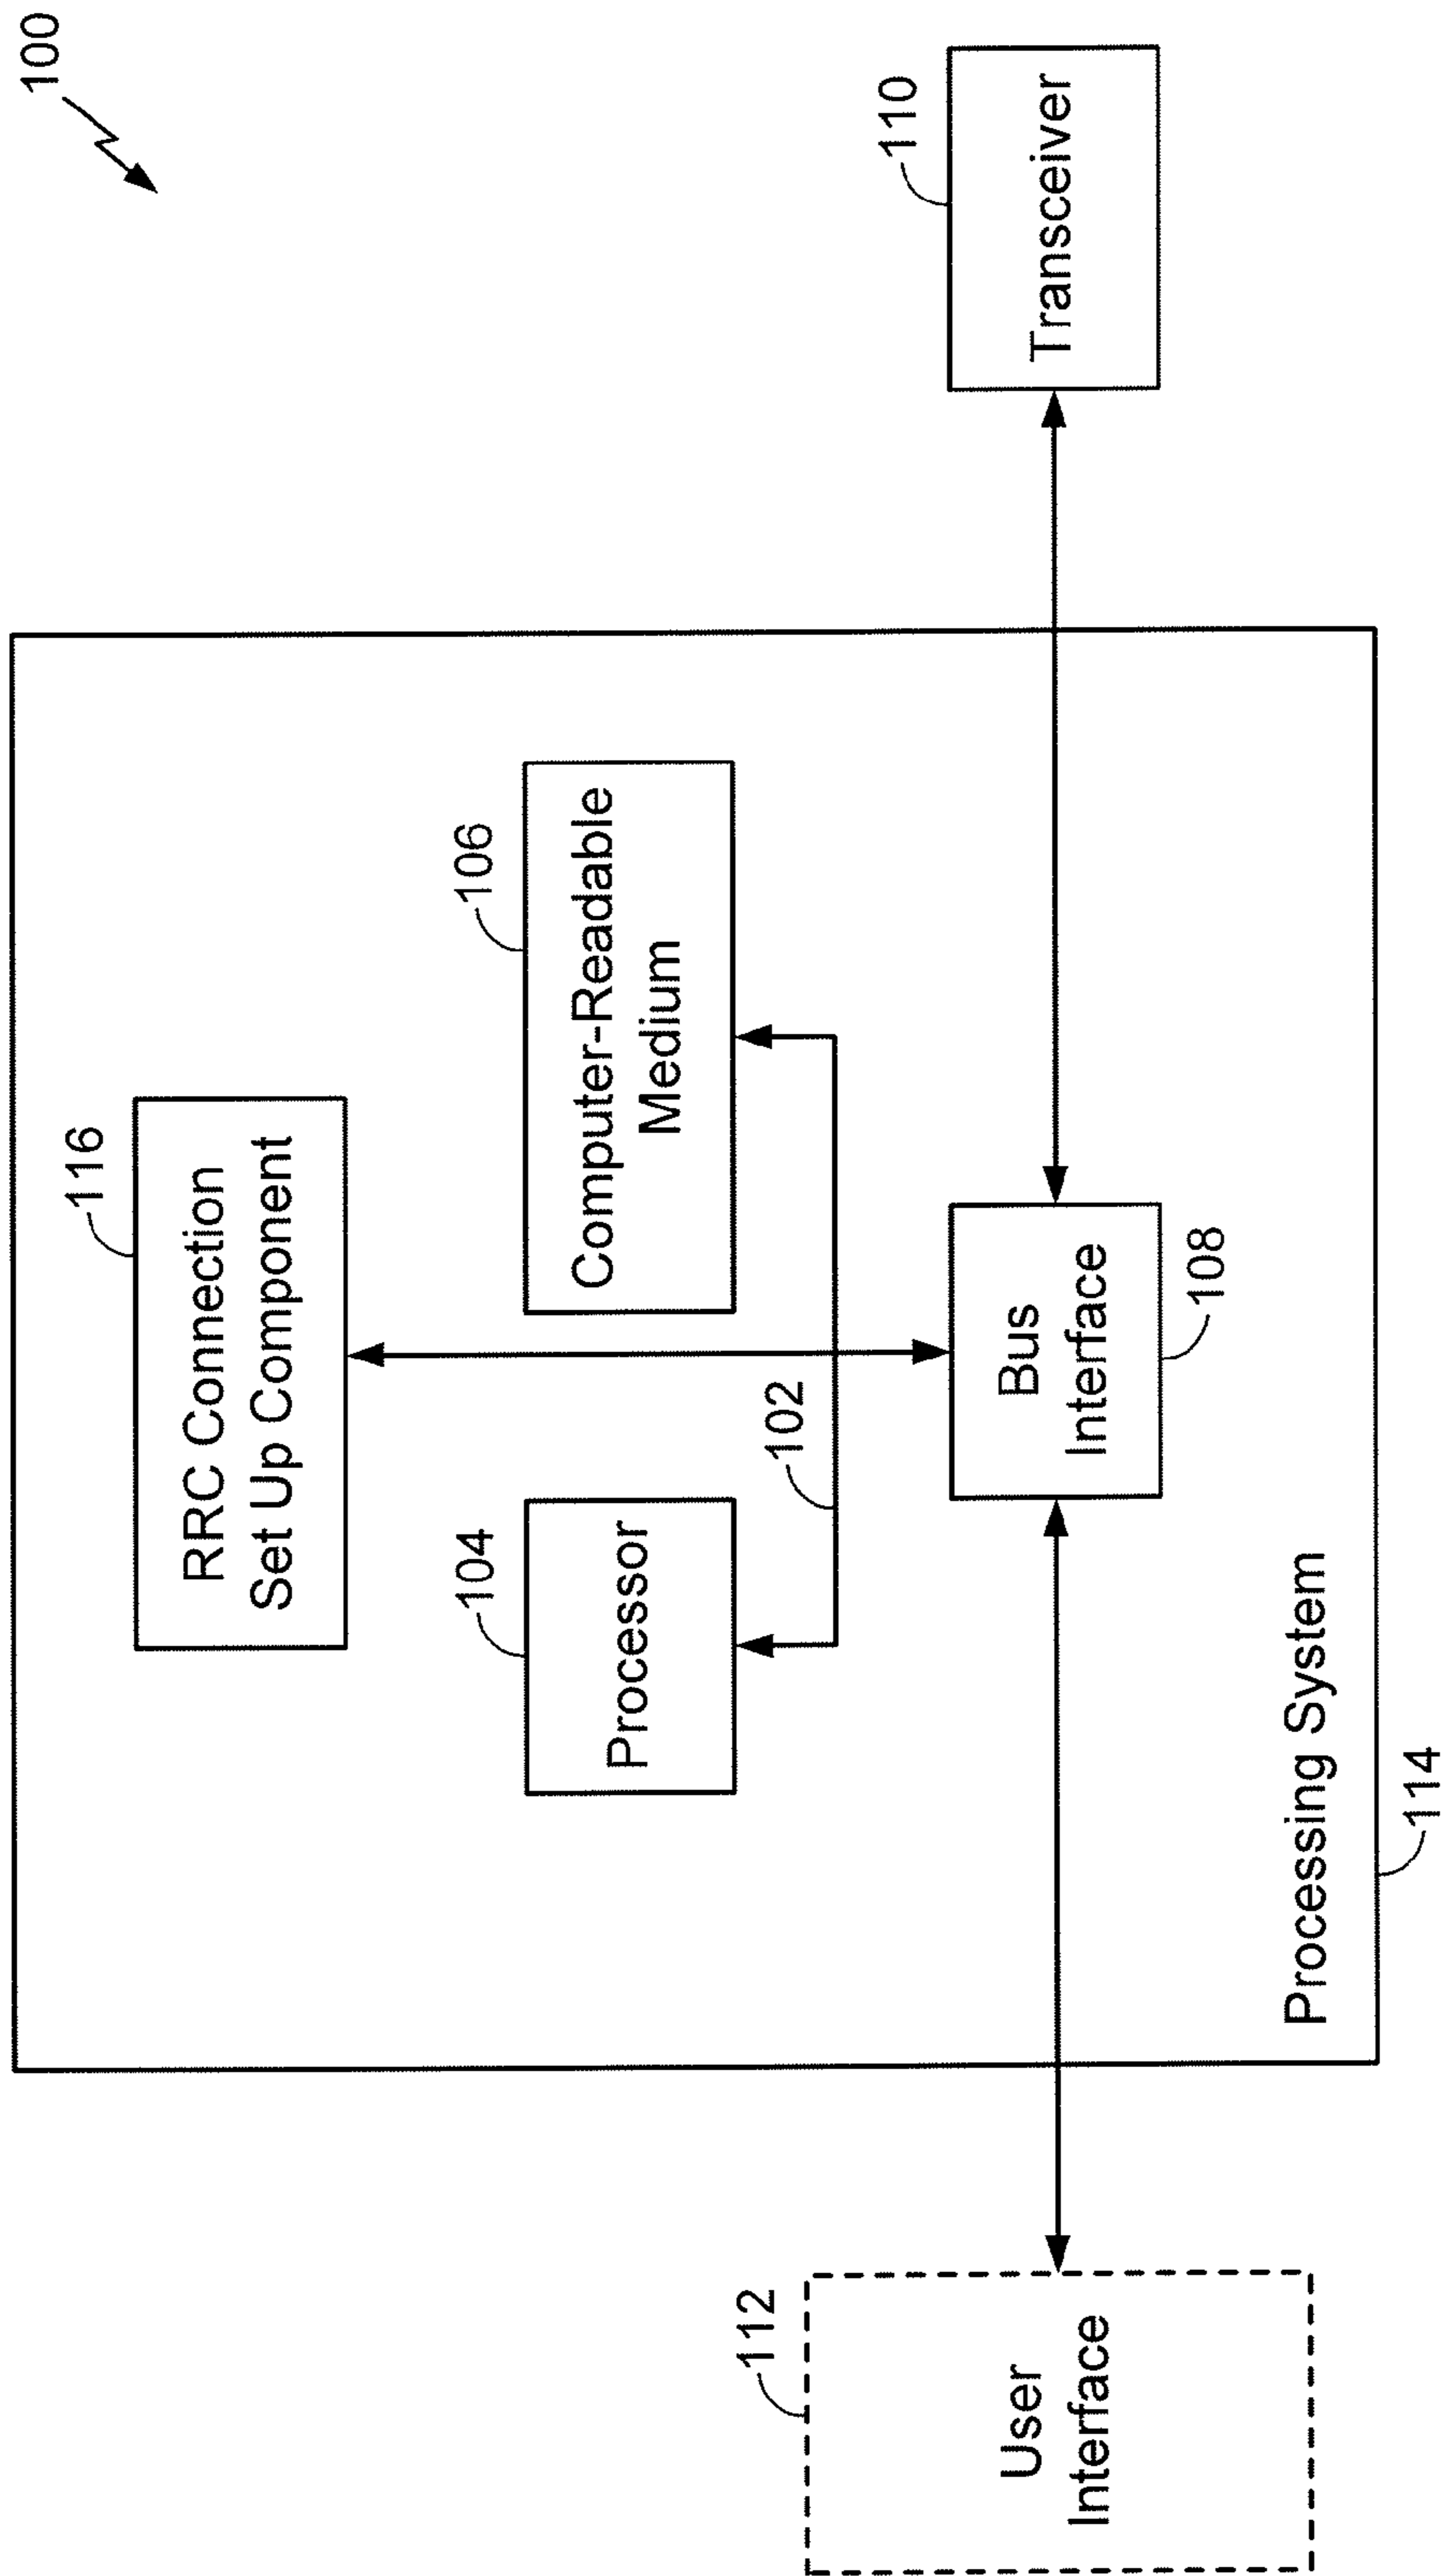 100
116
RRC Connection
Set Up Component
104
Processor
106
Computer-Readable
Medium
102
112
User
Interface
Bus
Interface
108
110
Transceiver
Processing System
114